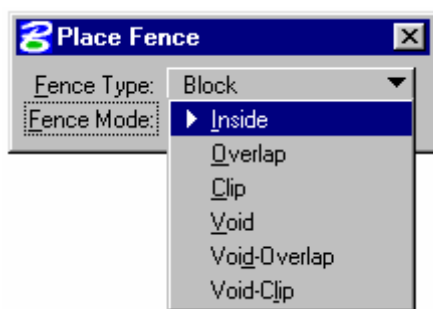 Place Fence
Fence Type: Block
Fence Mode: Inside
Overlap
Clip
Void
Void-Overlap
Void-Clip